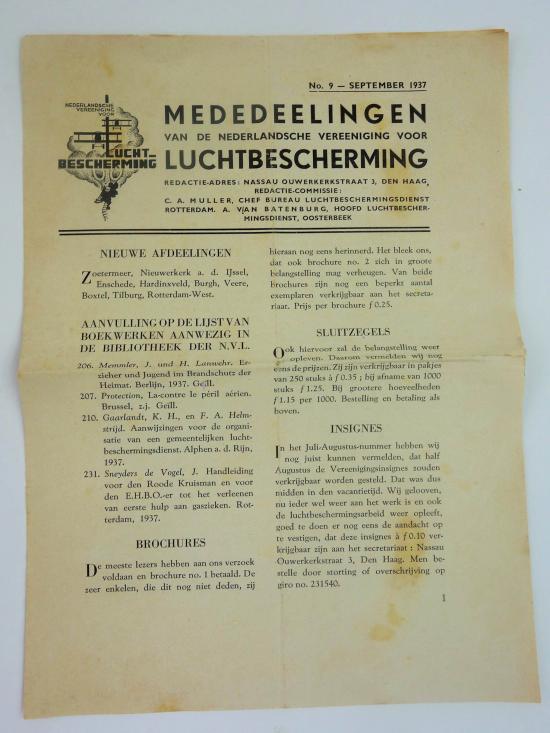 No. 9 — SEPTEMBER 1937
NEDERLANDSCHE
VEREENIGING
VOOR
LUCHT-
BESCHERMING
MEDEDEELINGEN
VAN DE NEDERLANDSCHE VEREENIGING VOOR
LUCHTBESCHERMING
REDACTIE-ADRES: NASSAU OUWERKERKSTRAAT 3, DEN HAAG,
REDACTIE-COMMISSIE:
C. A. MULLER, CHEF BUREAU LUCHTBESCHERMINGSDIENST
ROTTERDAM. A. VAN BATENBURG, HOOFD LUCHTBESCHER-
MINGSDIENST, OOSTERBEEK
NIEUWE AFDEELINGEN
Zoetermeer, Nieuwerkerk a. d. IJssel,
Enschede, Hardinxveld, Burgh, Veere,
Boxtel, Tilburg, Rotterdam-West.
AANVULLING OP DE LIJST VAN
BOEKWERKEN AANWEZIG IN
DE BIBLIOTHEEK DER N.V.L.
206. Memmler, J. und H. Lanwehr. Er-
zieher und Jugend im Brandschutz der
Heimat. Berlijn, 1937. Geïll.
207. Protection, La-contre le péril aérien.
Brussel, z.j. Geïll.
210. Gaarlandt, K. H., en F. A. Helm-
strijd. Aanwijzingen voor de organi-
satie van een gemeentelijken lucht-
beschermingsdienst. Alphen a. d. Rijn,
1937.
231. Sneyders de Vogel, J. Handleiding
voor den Roode Kruisman en voor
den E.H.B.O.-er tot het verleenen
van eerste hulp aan gaszieken. Rot-
terdam, 1937.
BROCHURES
De meeste lezers hebben aan ons verzoek
voldaan en brochure no. 1 betaald. De
zeer enkelen, die dit nog niet deden, zij
hieraan nog eens herinnerd. Het bleek ons,
dat ook brochure no. 2 zich in groote
belangstelling mag verheugen. Van beide
brochures zijn nog een beperkt aantal
exemplaren verkrijgbaar aan het secreta-
riaat. Prijs per brochure ƒ 0.25.
SLUITZEGELS
Ook hiervoor zal de belangstelling weer
opleven. Daarom vermelden wij nog
eens de prijzen. Zij zijn verkrijgbaar in pakjes
van 250 stuks à ƒ 0.35 ; bij afname van 1000
stuks ƒ 1.25. Bij grootere hoeveelheden
ƒ 1.15 per 1000. Bestelling en betaling als
boven.
INSIGNES
In het Juli-Augustus-nummer hebben wij
nog juist kunnen vermelden, dat half
Augustus de Vereenigingsinsignes zouden
verkrijgbaar worden gesteld. Dat was dus
midden in den vacantietijd. Wij gelooven,
nu ieder wel weer aan het werk is en ook
de luchtbeschermingsarbeid weer opleeft,
goed te doen er nog eens de aandacht op
te vestigen, dat deze insignes à ƒ 0.10 ver-
krijgbaar zijn aan het secretariaat : Nassau
Ouwerkerkstraat 3, Den Haag. Men be-
stelle door storting of overschrijving op
giro no. 231540.
1